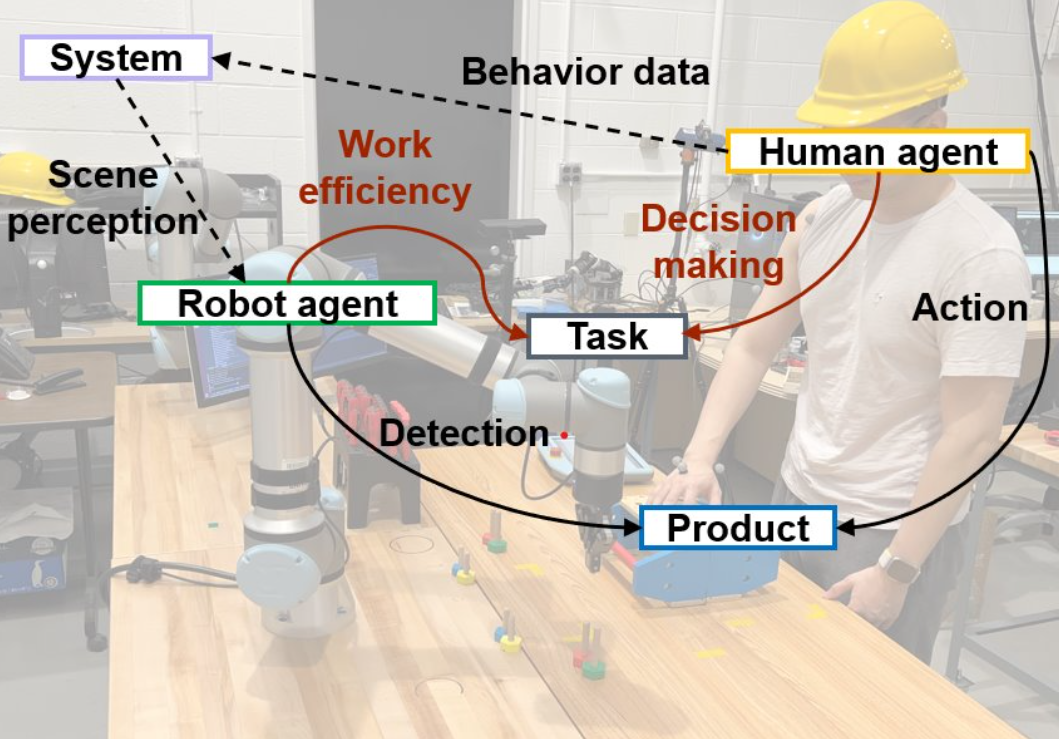 System
Behavior data
Human agent
Work
efficiency
Scene
perception
Decision
making
Robot agent
Action
Task
Detection
Product